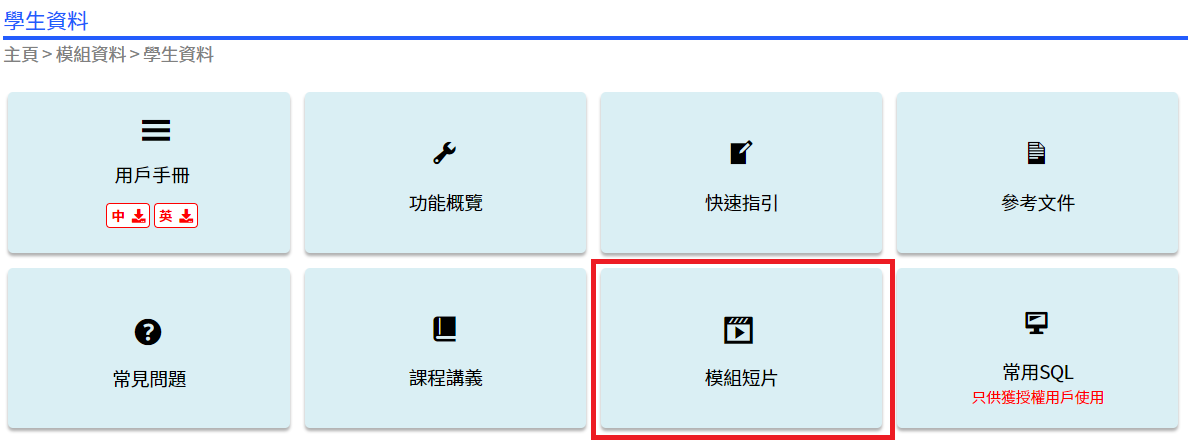 學生資料
主頁 > 模組資料 > 學生資料
用戶手冊
中 英
功能概覽
快速指引
參考文件
常見問題
課程講義
模組短片
常用SQL
只供獲授權用戶使用